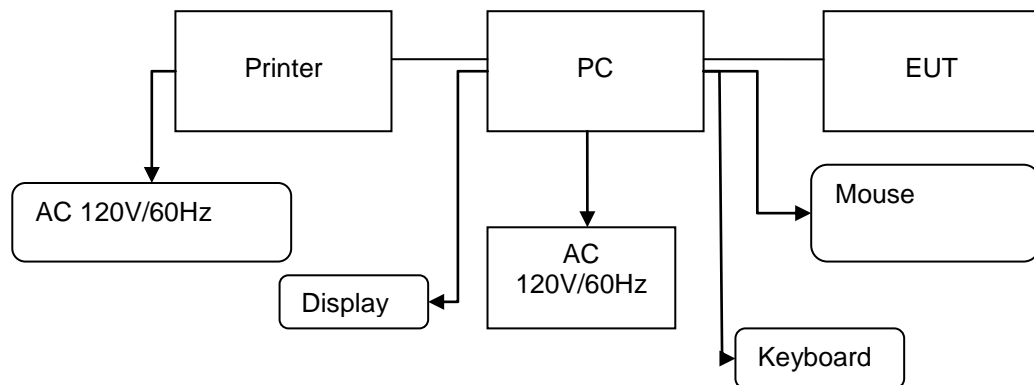 Printer
PC
EUT
AC 120V/60Hz
Mouse
AC
120V/60Hz
Display
Keyboard